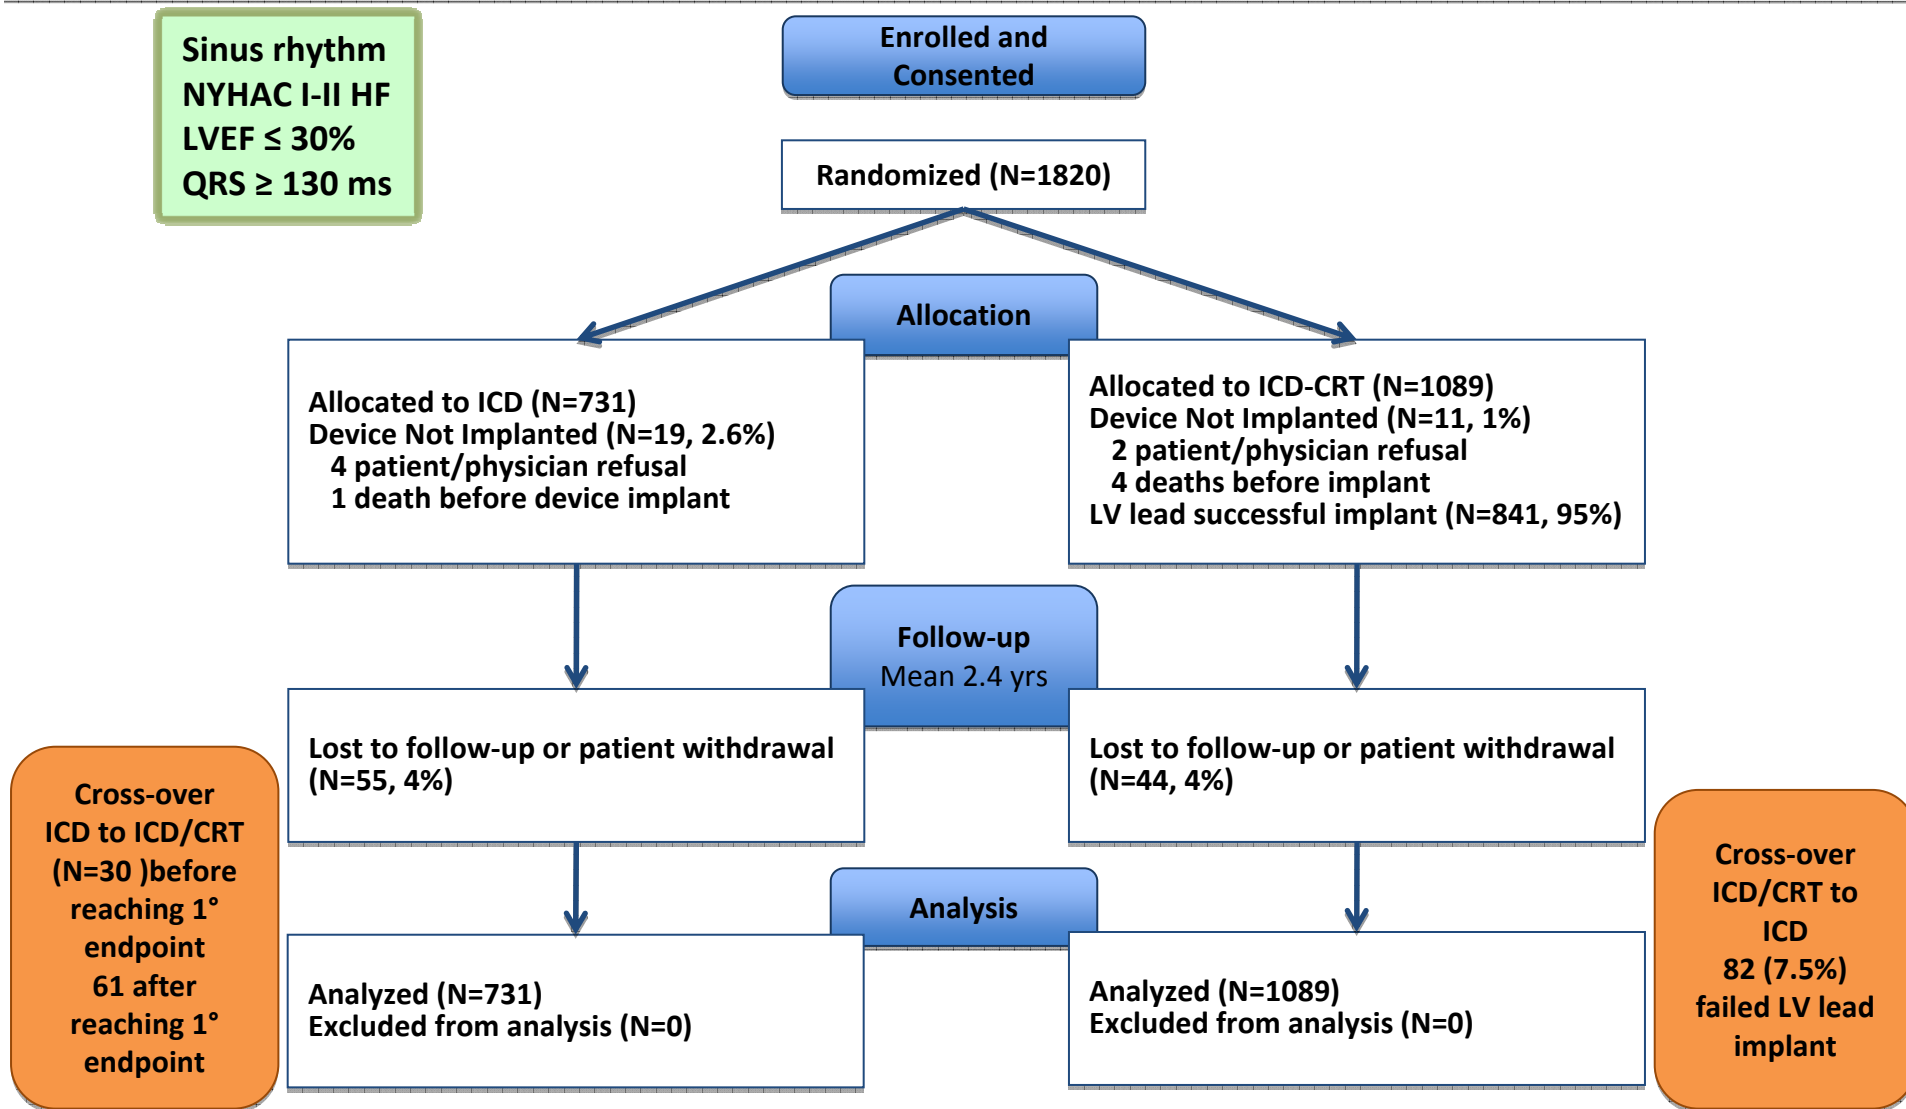 Sinus rhythm
NYHAC I-II HF
LVEF ≤ 30%
QRS ≥ 130 ms
Enrolled and
Consented
Randomized (N=1820)
Allocation
Allocated to ICD (N=731)
Device Not Implanted (N=19, 2.6%)
4 patient/physician refusal
1 death before device implant
Allocated to ICD-CRT (N=1089)
Device Not Implanted (N=11, 1%)
2 patient/physician refusal
4 deaths before implant
LV lead successful implant (N=841, 95%)
Follow-up
Mean 2.4 yrs
Lost to follow-up or patient withdrawal
(N=55, 4%)
Lost to follow-up or patient withdrawal
(N=44, 4%)
Cross-over
ICD to ICD/CRT
(N=30 )before
reaching 1°
endpoint
61 after
reaching 1°
endpoint
Cross-over
ICD/CRT to
ICD
82 (7.5%)
failed LV lead
implant
Analysis
Analyzed (N=731)
Excluded from analysis (N=0)
Analyzed (N=1089)
Excluded from analysis (N=0)